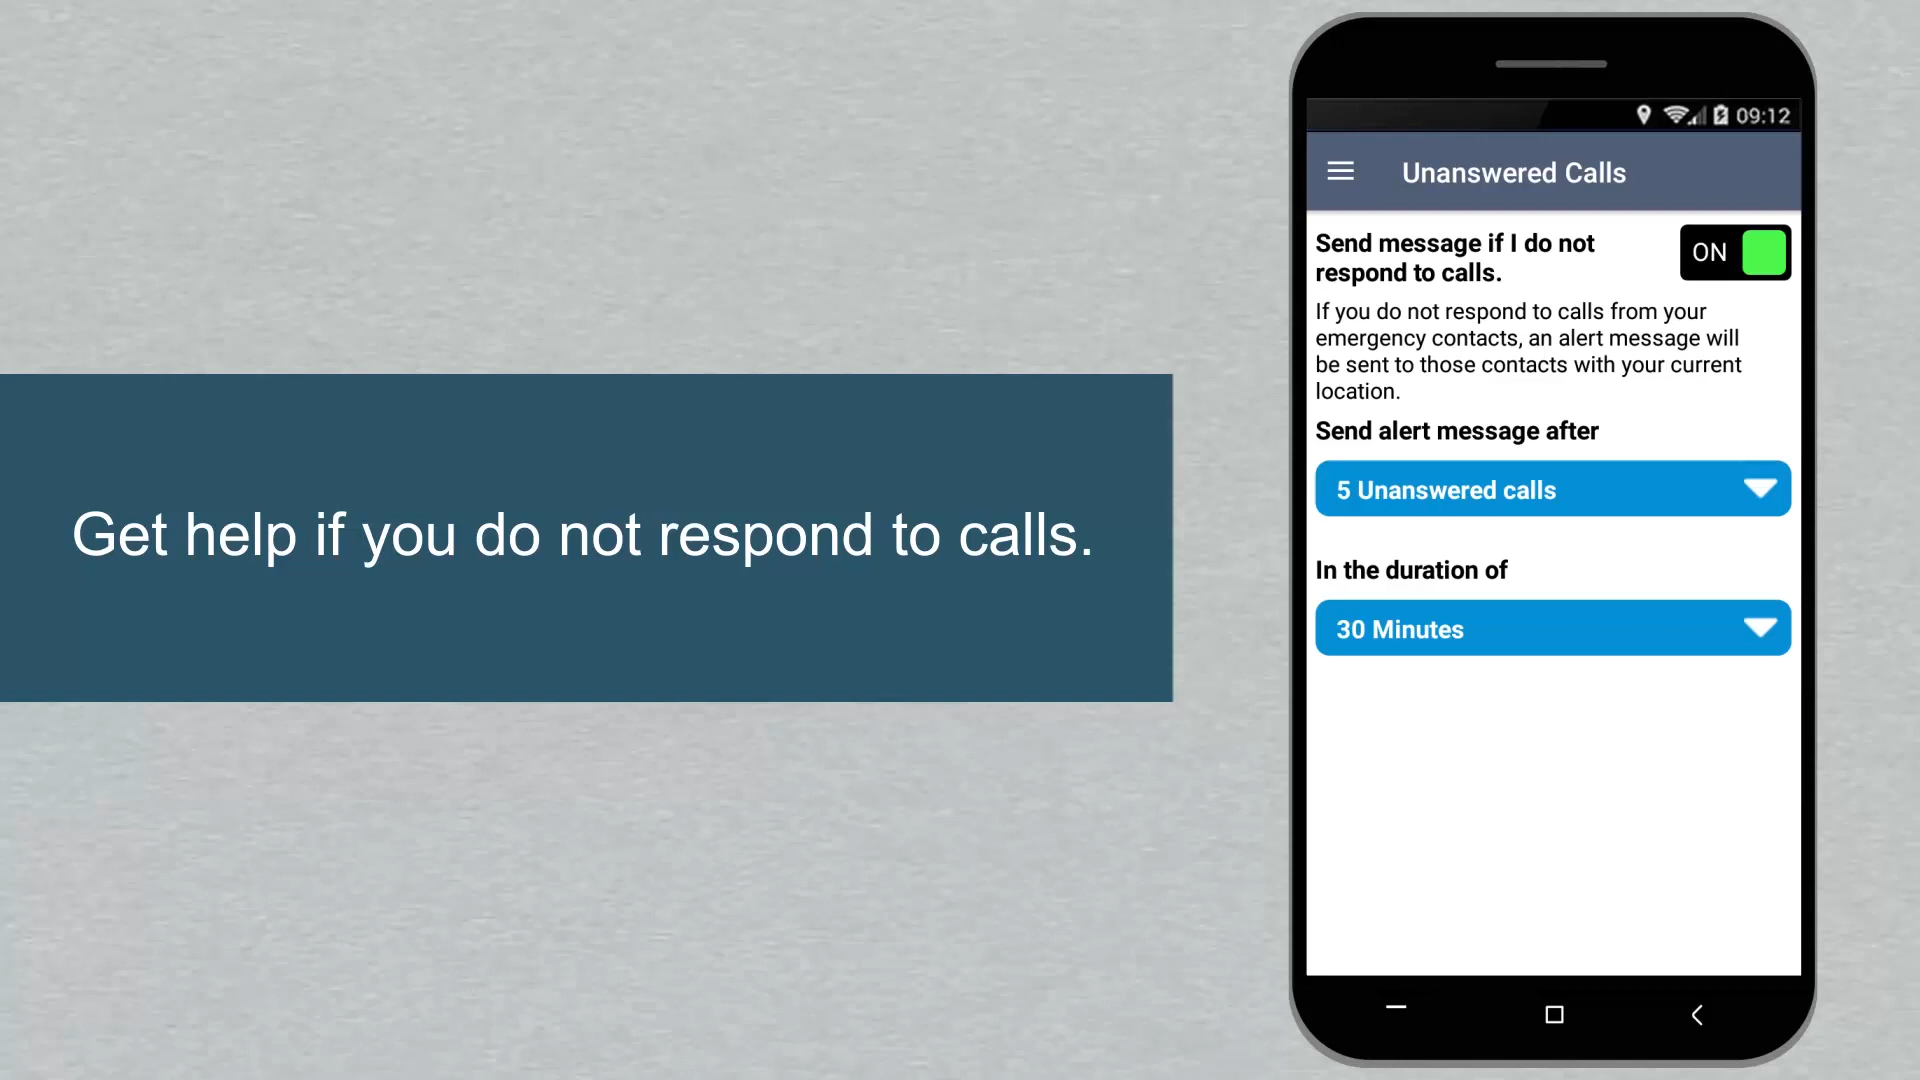 Get help if you do not respond to calls.
09:12
Unanswered Calls
Send message if I do not
respond to calls.
ON
If you do not respond to calls from your
emergency contacts, an alert message will
be sent to those contacts with your current
location.
Send alert message after
5 Unanswered calls
In the duration of
30 Minutes